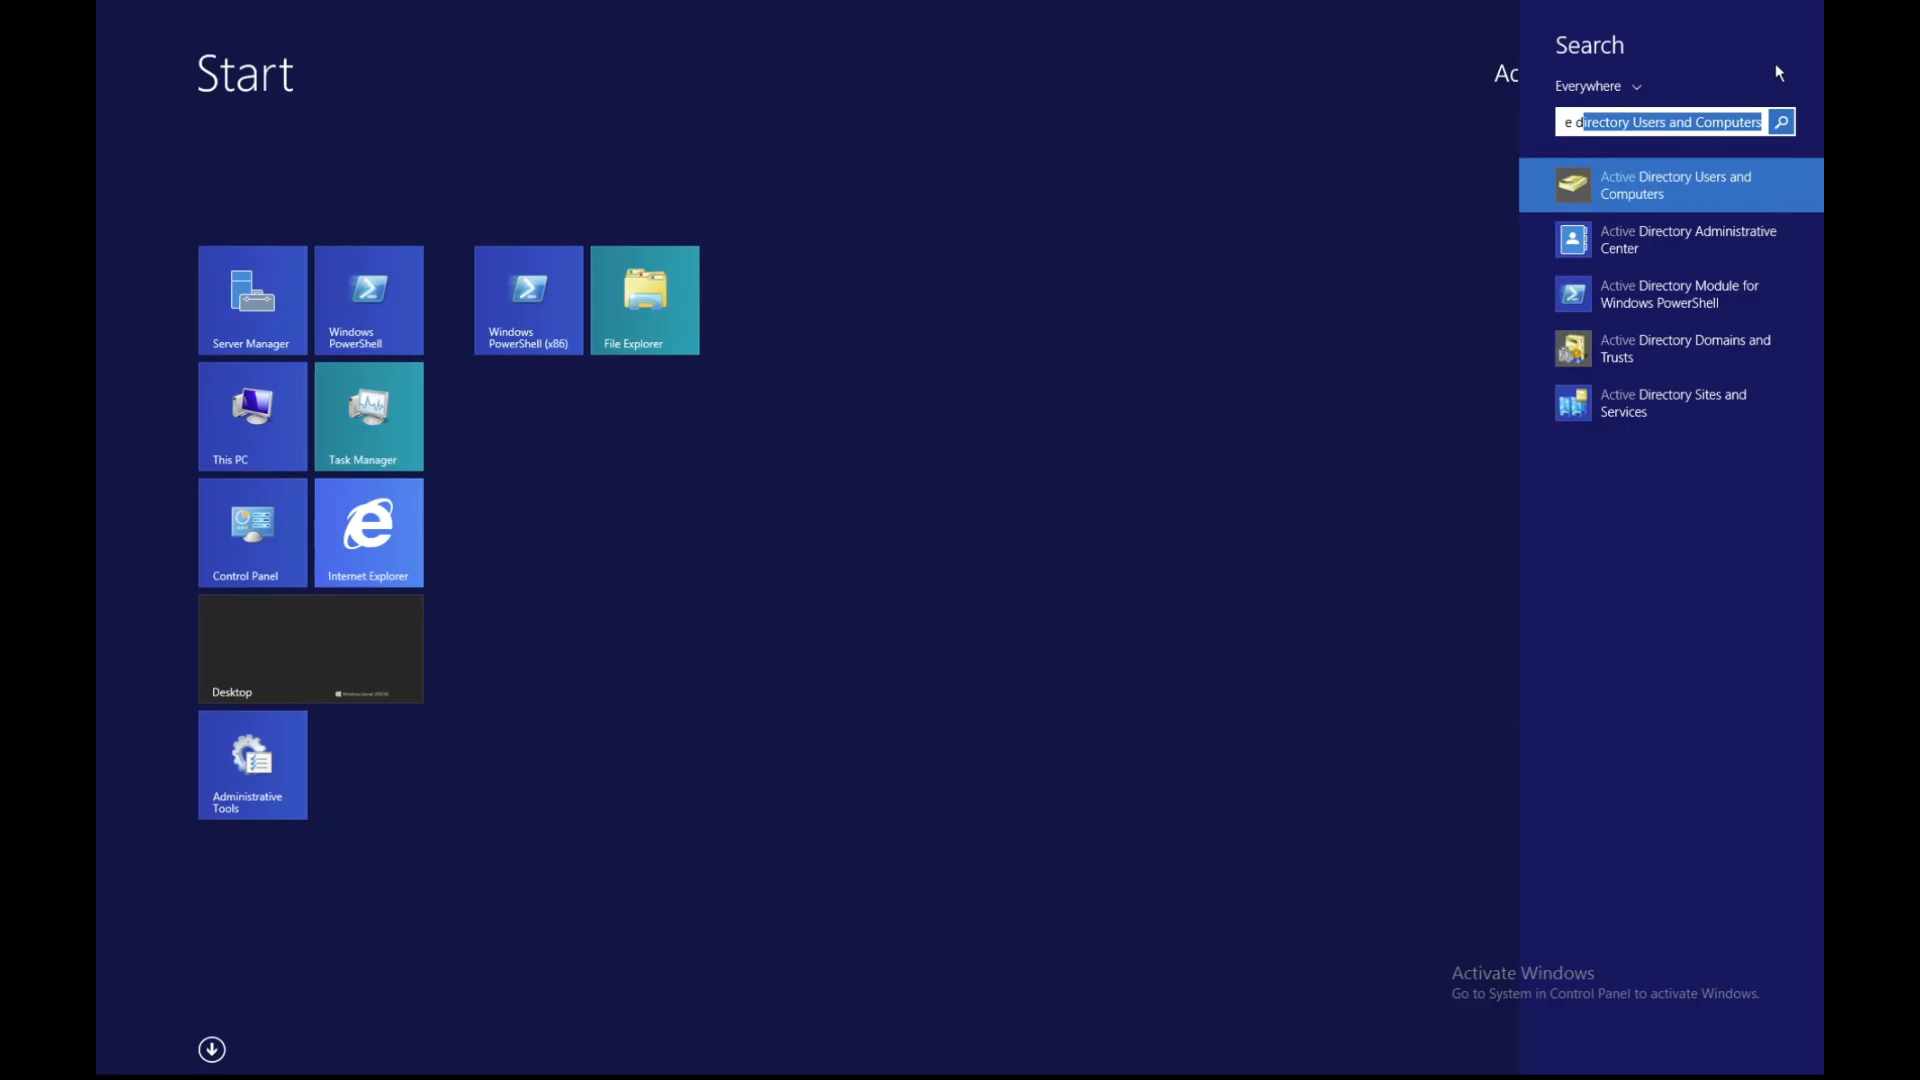 Start
Ac
Search
Everywhere
e directory Users and Computers
Active Directory Users and
Computers
Active Directory Administrative
Center
Active Directory Module for
Windows PowerShell
Active Directory Domains and
Trusts
Active Directory Sites and
Services
Server Manager
Windows
PowerShell
Windows
PowerShell (x86)
File Explorer
This PC
Task Manager
Control Panel
Internet Explorer
Desktop
Administrative
Tools
Activate Windows
Go to System in Control Panel to activate Windows.